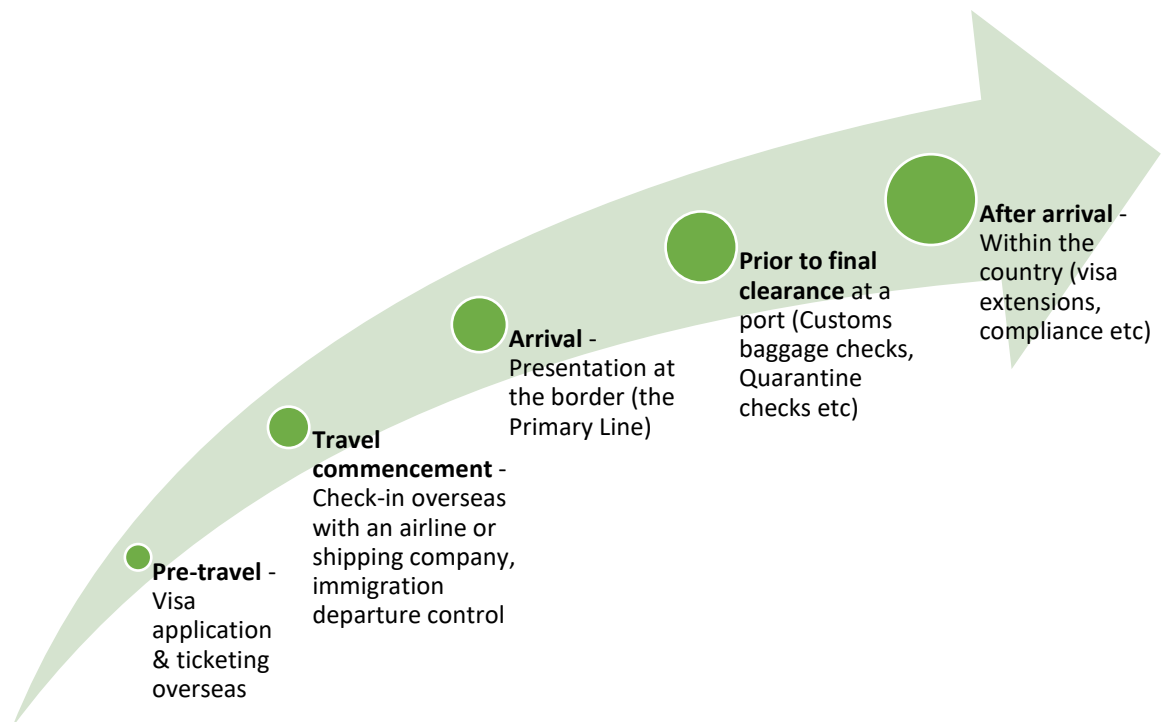 Pre-travel -
Visa
application
& ticketing
overseas
Travel
commencement -
Check-in overseas
with an airline or
shipping company,
immigration
departure control
Arrival -
Presentation at
the border (the
Primary Line)
Prior to final
clearance at a
port (Customs
baggage checks,
Quarantine
checks etc)
After arrival -
Within the
country (visa
extensions,
compliance etc)